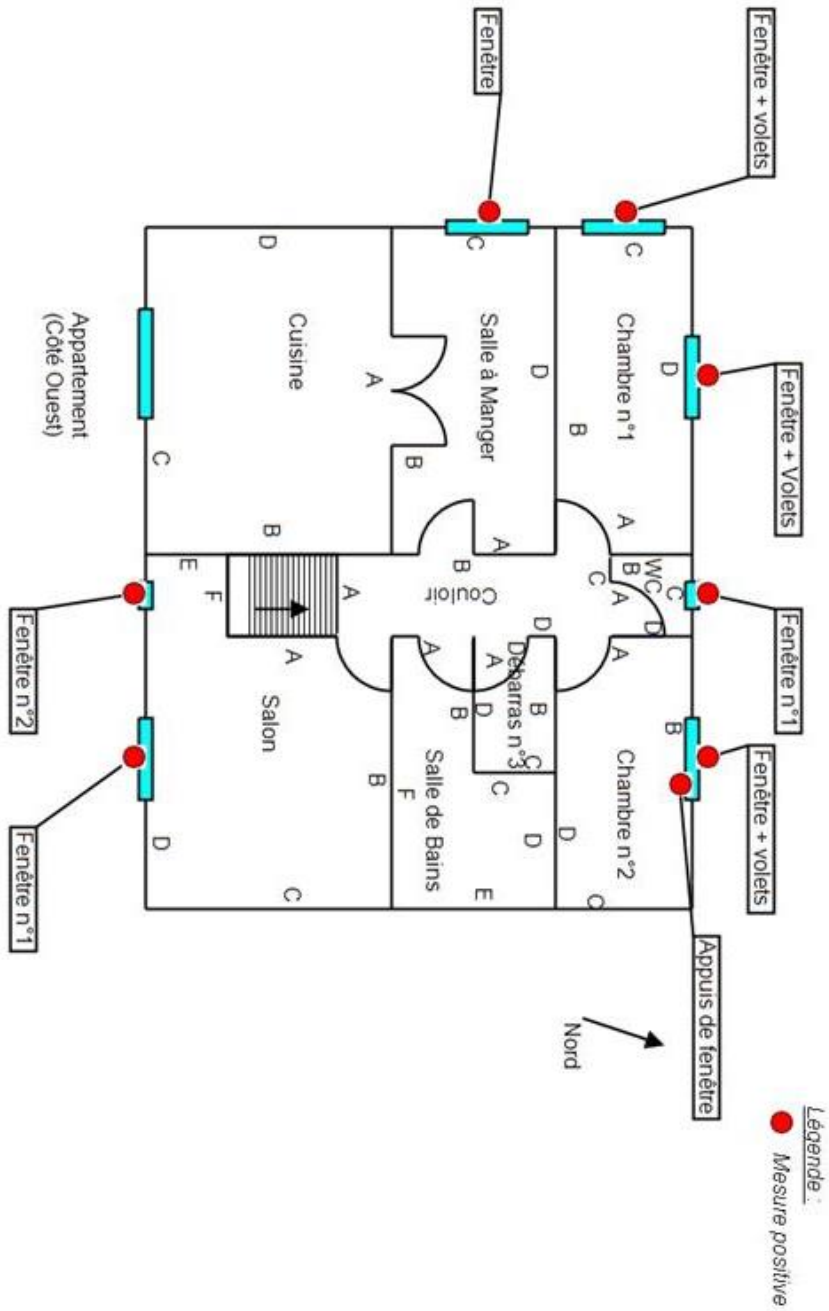 Légende :
Mesure positive
Fenêtre + volets
Fenêtre + Volets
Fenêtre n°1
Fenêtre + volets
Appuis de fenêtre
Fenêtre
C
D
Chambre n°1
B
A
WC
C
B
A
D
B
A
Chambre n°2
D
C
Nord
C
D
Salle à Manger
B
A
C
D
Couloir
B
A
A
B
Débarras n°3
D
C
A
B
C
D
Salle de Bains
E
F
A
Cuisine
D
B
C
A
B
Salon
C
D
E
F
Appartement
(Côté Ouest)
Fenêtre n°2
Fenêtre n°1